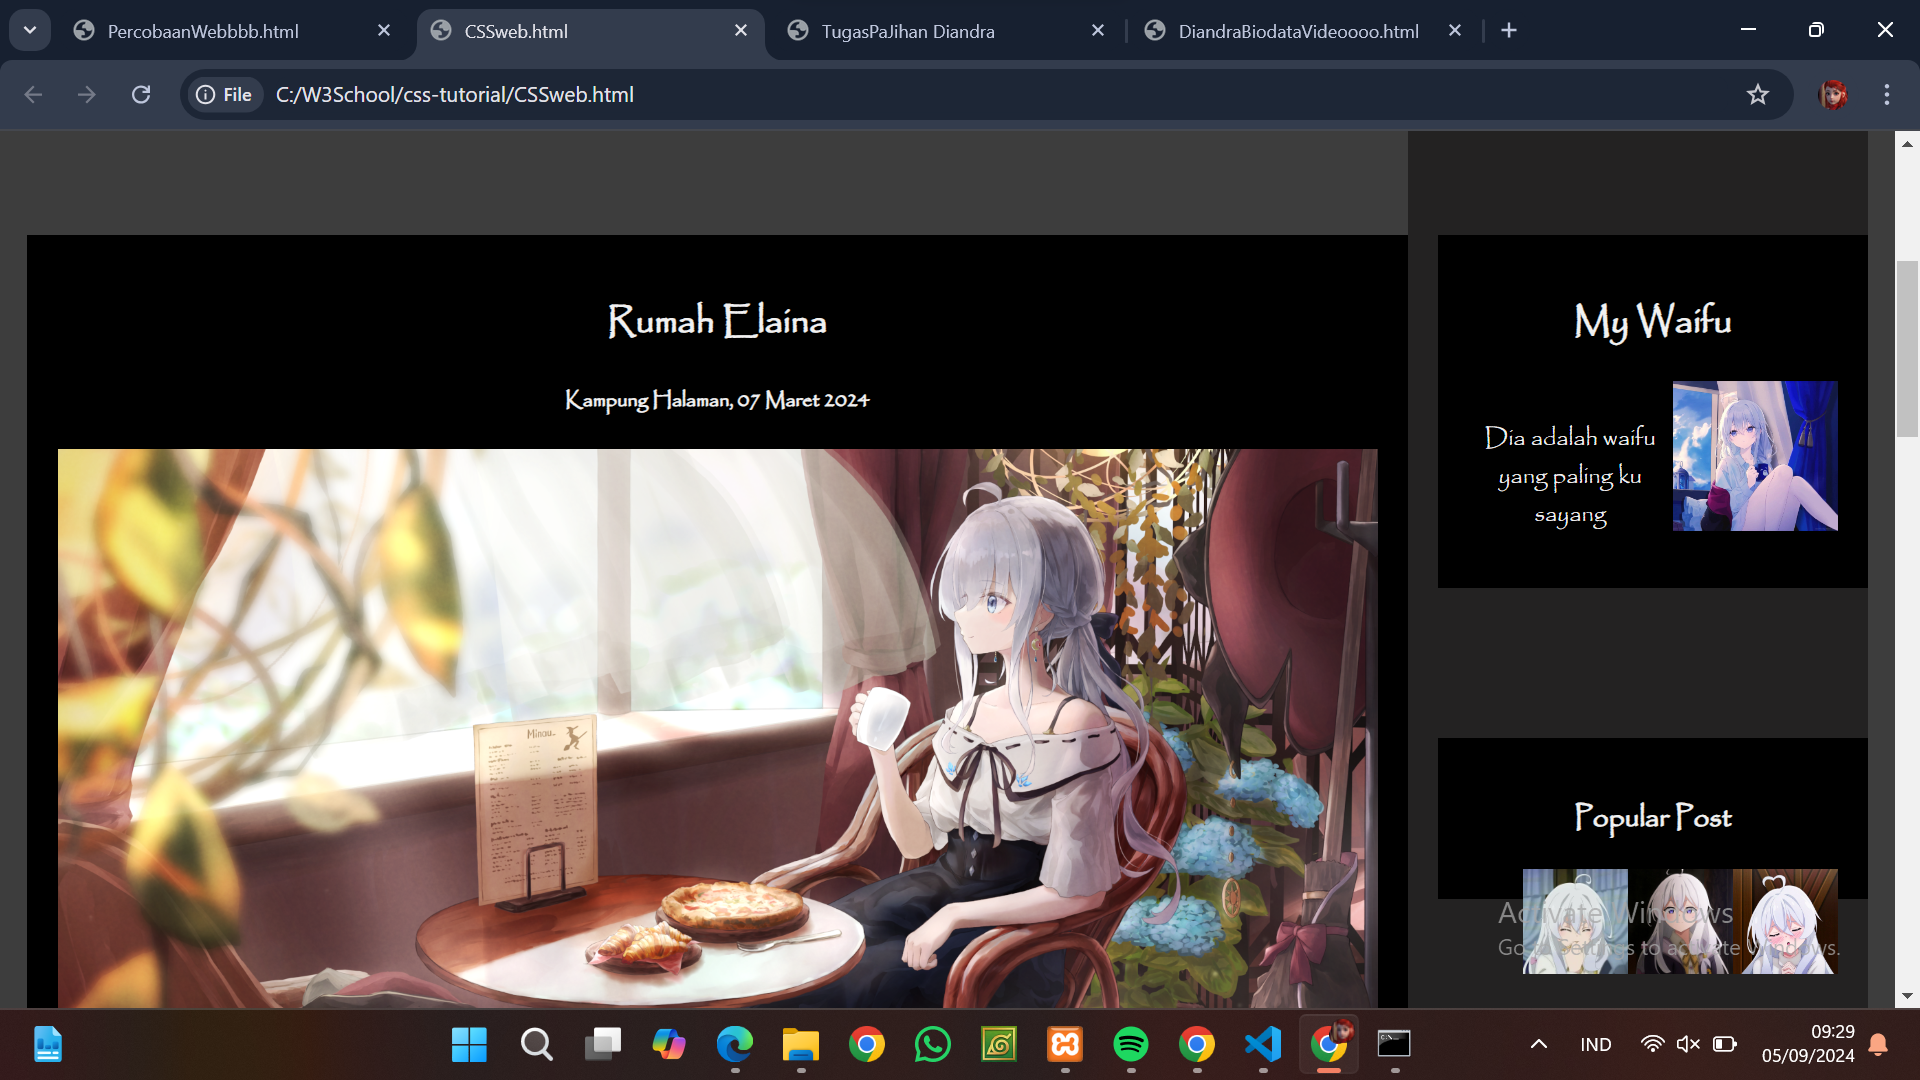 PercobaanWebbbb.html
CSSweb.html
TugasPaJihan Diandra
DiandraBiodataVideoooo.html
File
C:/W3School/css-tutorial/CSSweb.html
Rumah Elaina
Kampung Halaman, 07 Maret 2024
My Waifu
Dia adalah waifu
yang paling ku
sayang
Popular Post
Activate Windows
Go to Settings to activate Windows.
IND
09:29
05/09/2024